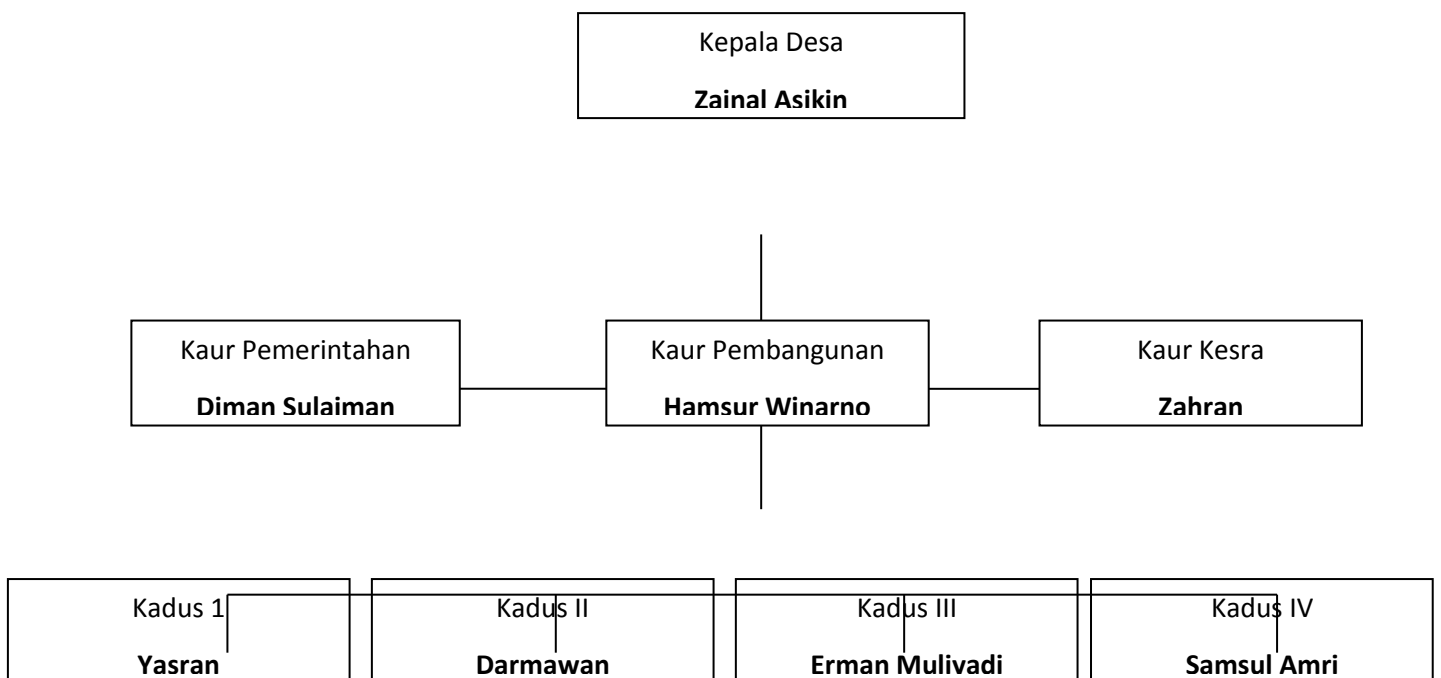 Kepala Desa
Zainal Asikin
Kaur Pemerintahan
Diman Sulaiman
Kaur Pembangunan
Hamsur Winarno
Kaur Kesra
Zahran
Kadus 1
Yasran
Kadus II
Darmawan
Kadus III
Erman Muliyadi
Kadus IV
Samsul Amri